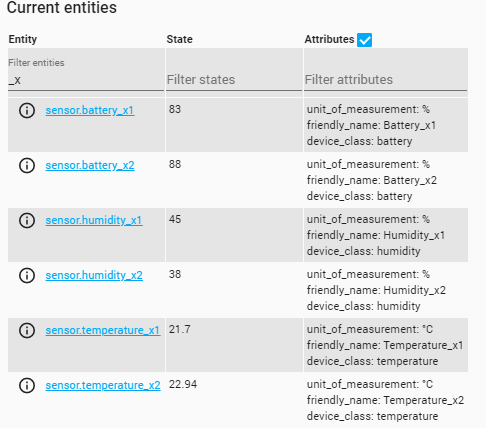 Current entities
Entity State Attributes
Filter entities
_x Filter states Filter attributes
sensor.battery_x1 83 unit_of_measurement: %
friendly_name: Battery_x1
device_class: battery
sensor.battery_x2 88 unit_of_measurement: %
friendly_name: Battery_x2
device_class: battery
sensor.humidity_x1 45 unit_of_measurement: %
friendly_name: Humidity_x1
device_class: humidity
sensor.humidity_x2 38 unit_of_measurement: %
friendly_name: Humidity_x2
device_class: humidity
sensor.temperature_x1 21.7 unit_of_measurement: °C
friendly_name: Temperature_x1
device_class: temperature
sensor.temperature_x2 22.94 unit_of_measurement: °C
friendly_name: Temperature_x2
device_class: temperature